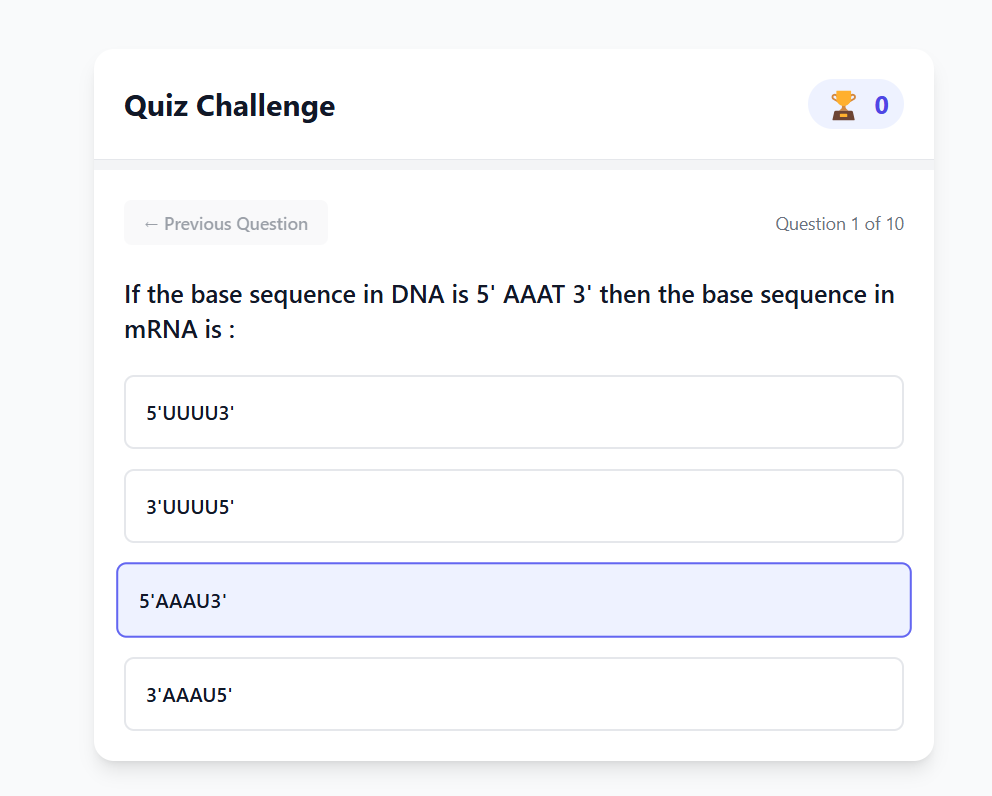 Quiz Challenge
🏆 0
← Previous Question
Question 1 of 10
If the base sequence in DNA is 5' AAAT 3' then the base sequence in
mRNA is :
5'UUUU3'
3'UUUU5'
5'AAAU3'
3'AAAU5'